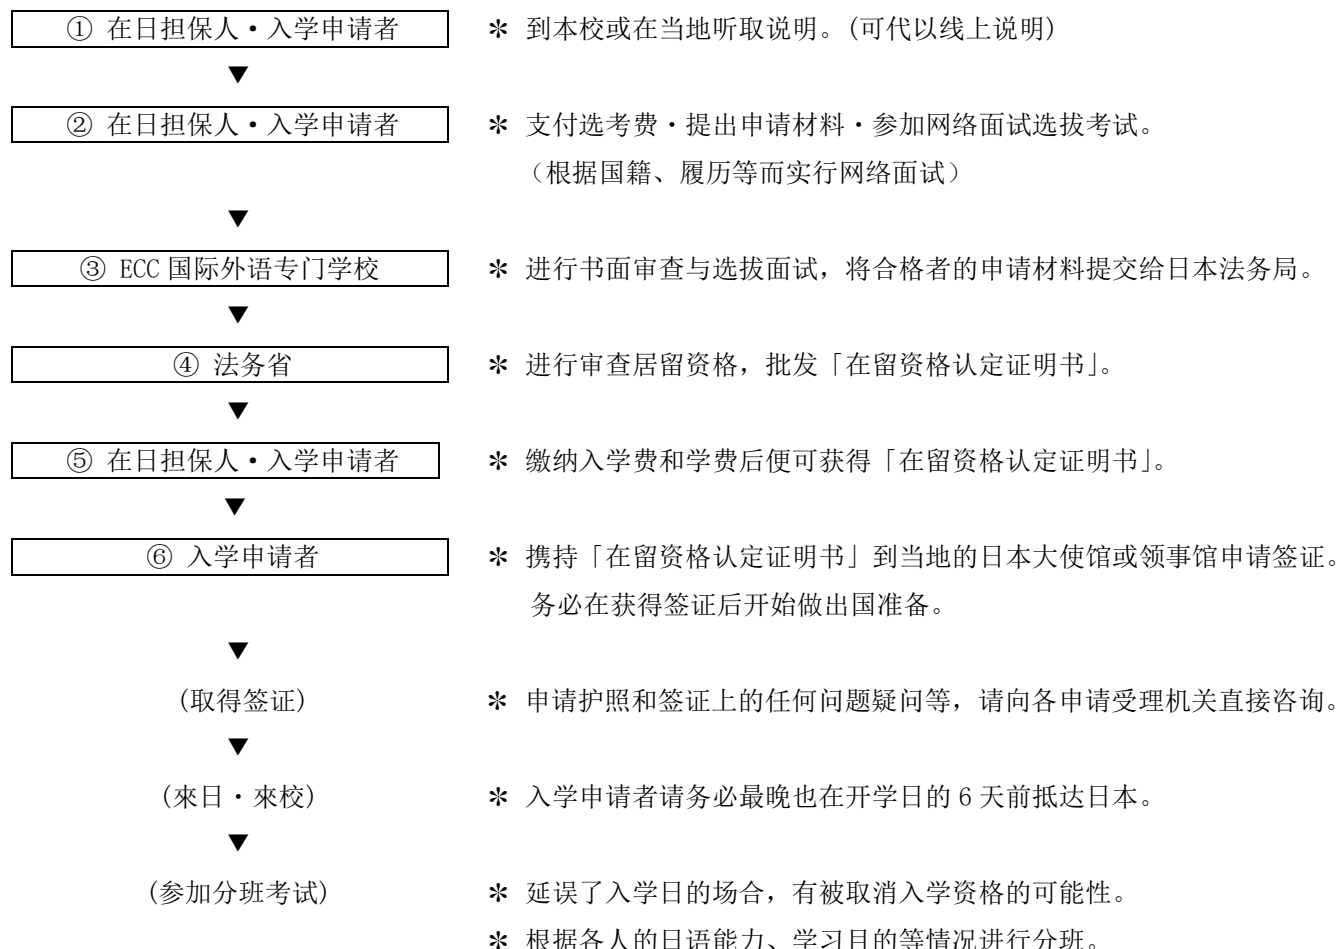 ① 在日担保人・入学申请者 ＊ 到本校或在当地听取说明。(可代以线上说明)
▼
② 在日担保人・入学申请者 ＊ 支付选考费・提出申请材料・参加网络面试选拔考试。
（根据国籍、履历等而实行网络面试）
▼
③ ECC 国际外语专门学校 ＊ 进行书面审查与选拔面试，将合格者的申请材料提交给日本法务局。
▼
④ 法务省 ＊ 进行审查居留资格，批发「在留资格认定证明书」。
▼
⑤ 在日担保人・入学申请者 ＊ 缴纳入学费和学费后便可获得「在留资格认定证明书」。
▼
⑥ 入学申请者 ＊ 携持「在留资格认定证明书」到当地的日本大使馆或领事馆申请签证。
务必在获得签证后开始做出国准备。
▼
(取得签证) ＊ 申请护照和签证上的任何问题疑问等，请向各申请受理机关直接咨询。
▼
(來日・來校) ＊ 入学申请者请务必最晚也在开学日的 6 天前抵达日本。
▼
(参加分班考试) ＊ 延误了入学日的场合，有被取消入学资格的可能性。
＊ 根据各人的日语能力、学习目的等情况进行分班。